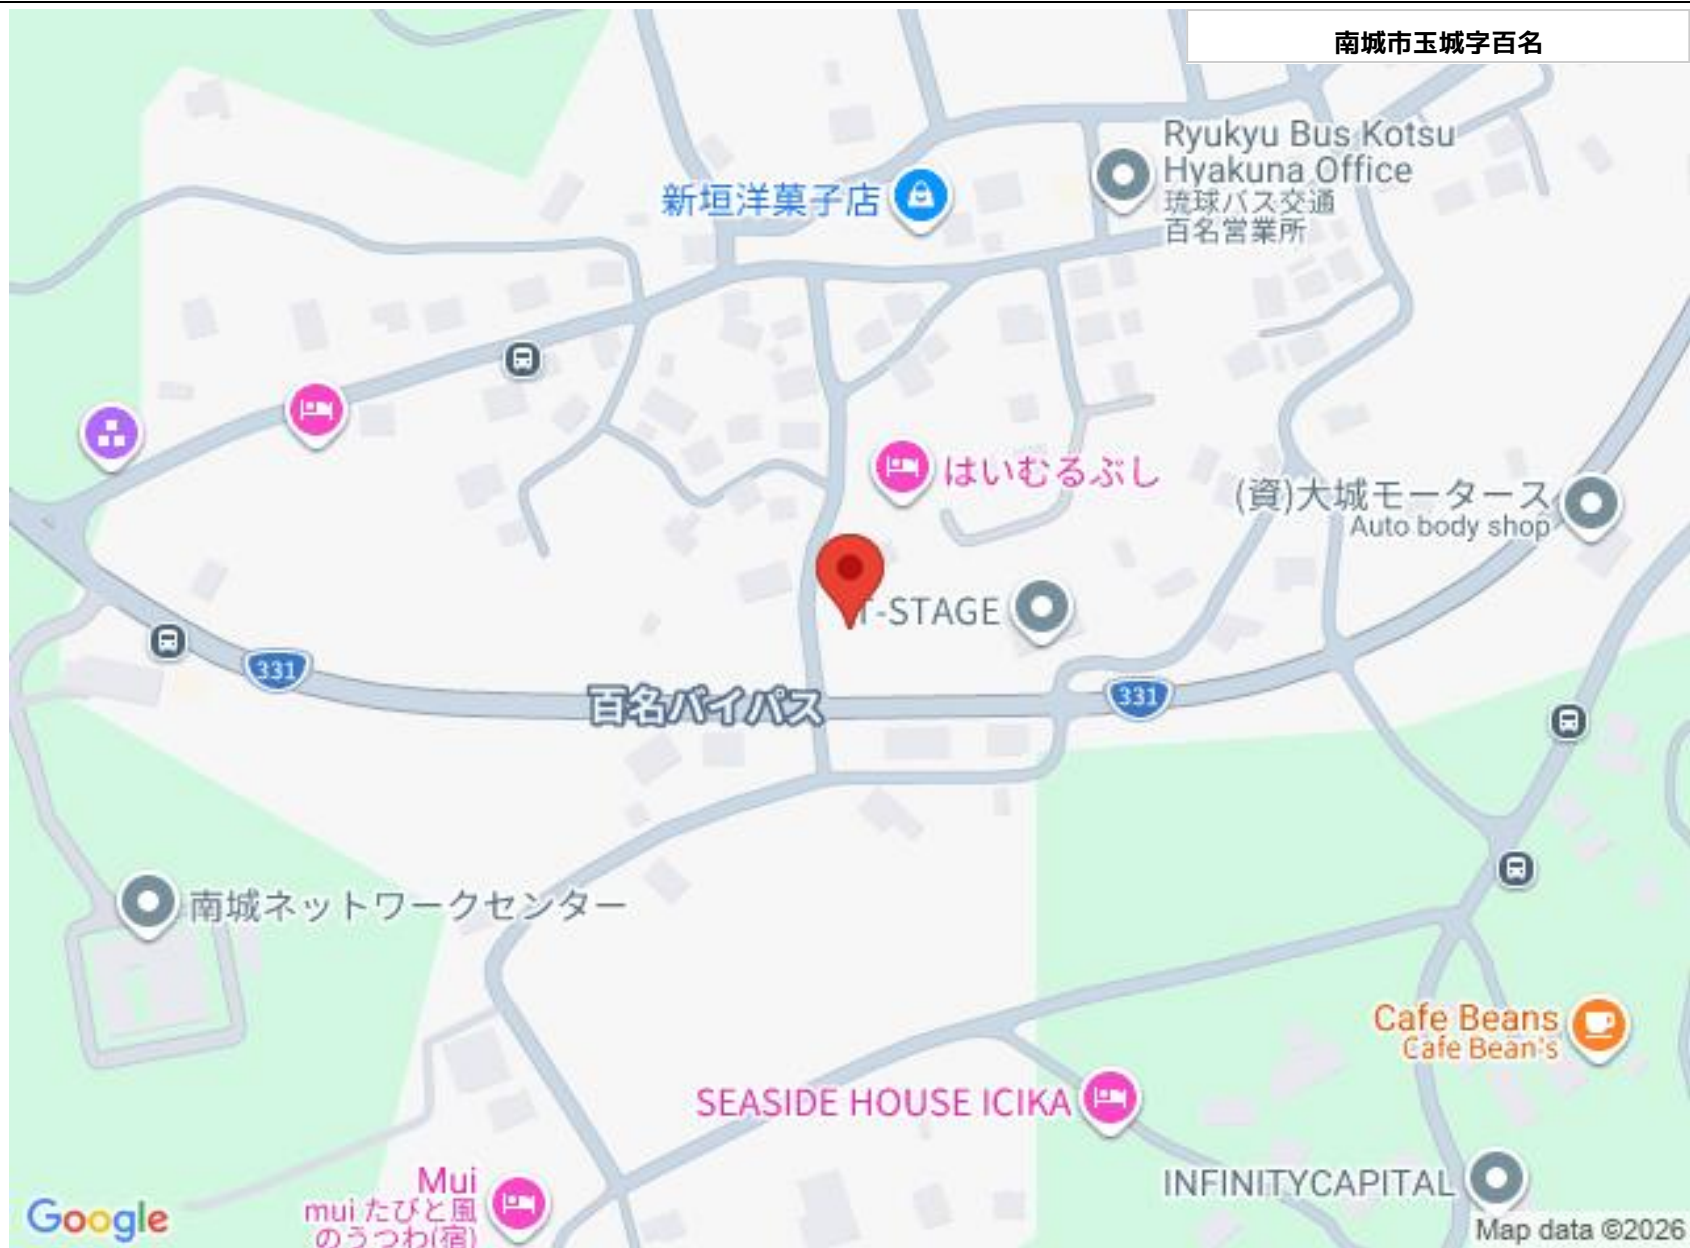 南城市玉城字百名
Ryukyu Bus Kotsu
Hyakuna Office
琉球バス交通
百名営業所
新垣洋菓子店
はいむるぶし
(資)大城モータース
Auto body shop
T-STAGE
331
百名バイパス
331
南城ネットワークセンター
Cafe Beans
Cafe Bean's
SEASIDE HOUSE ICIKA
Mui
mui たびと風
のうつわ(宿)
INFINITYCAPITAL
Google
Map data ©2026